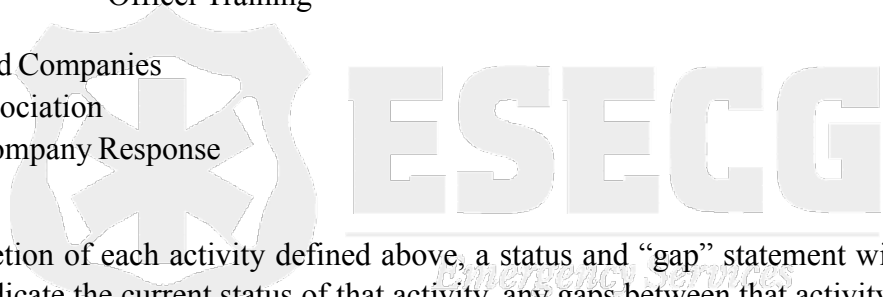 Officer Training
d Companies
ociation
ompany Response
ESECG
etion of each activity defined above, a status and “gap” statement wi
Emergency Services
dicate the current status of that activity, any gaps between that activity